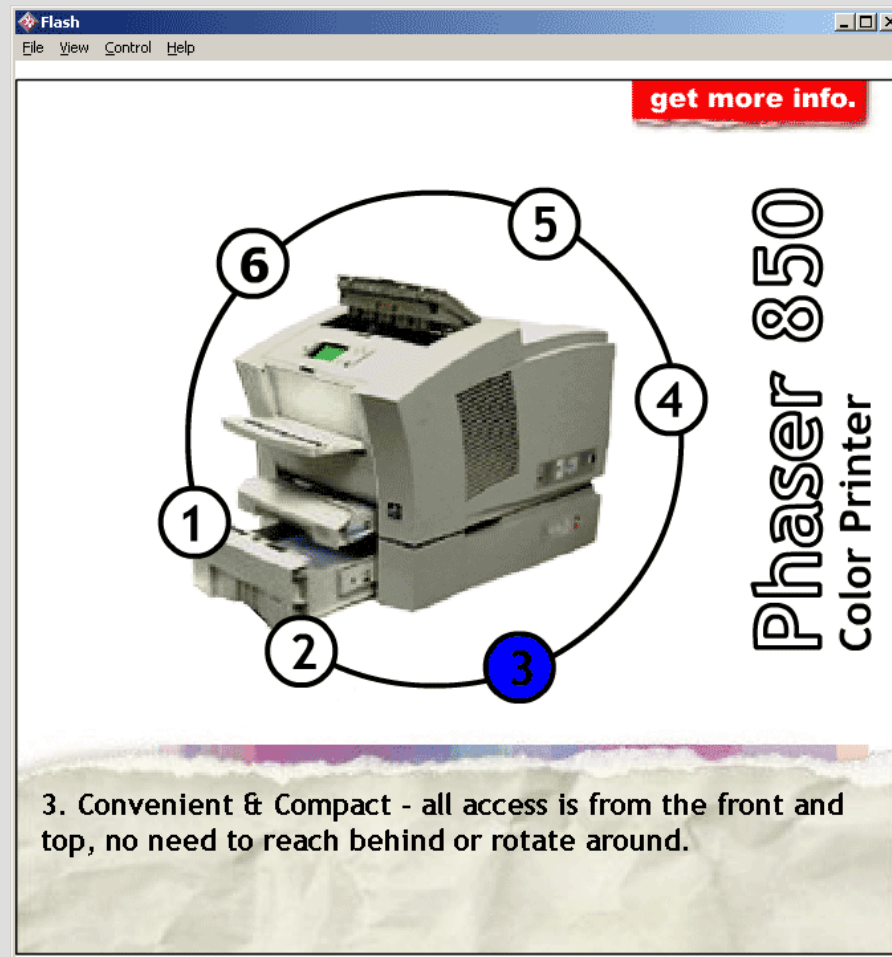 Flash
File View Control Help
get more info.
5
6
4
1
2
3
Phaser 850
Color Printer
3. Convenient & Compact - all access is from the front and
top, no need to reach behind or rotate around.